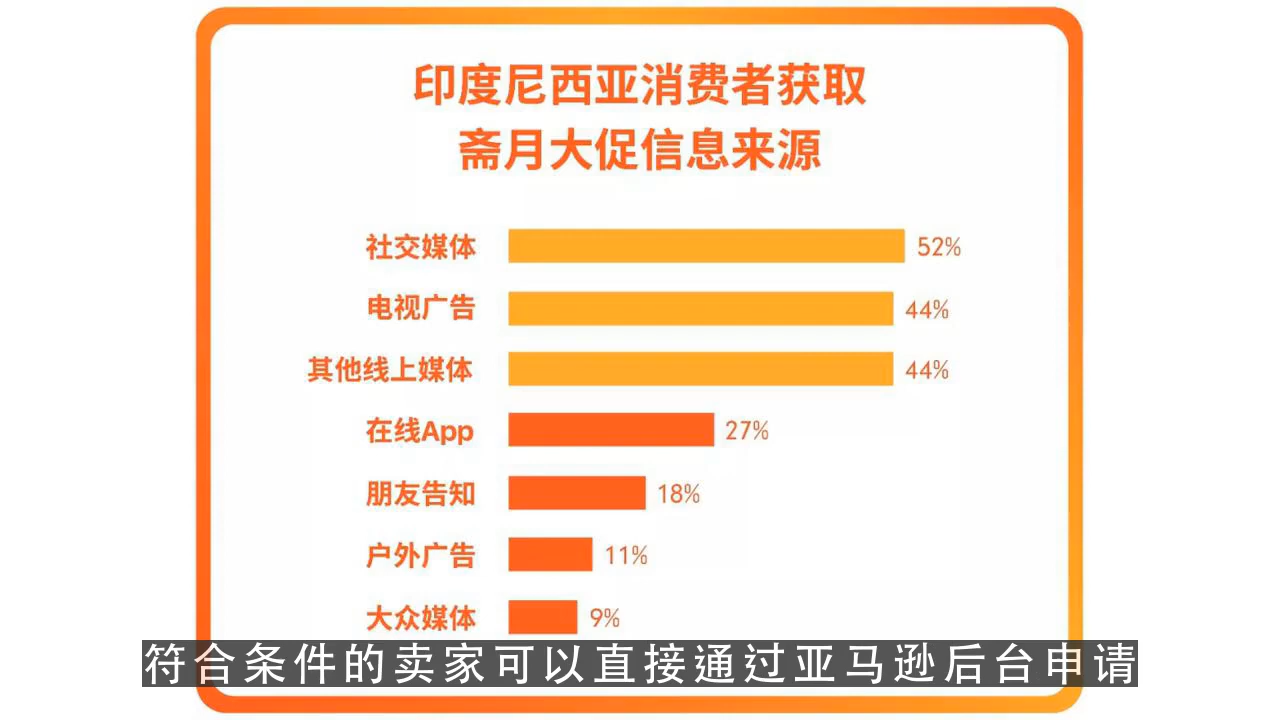 印度尼西亚消费者获取
斋月大促信息来源
社交媒体 52%
电视广告 44%
其他线上媒体 44%
在线App 27%
朋友告知 18%
户外广告 11%
大众媒体 9%
符合条件的卖家可以直接通过亚马逊后台申请